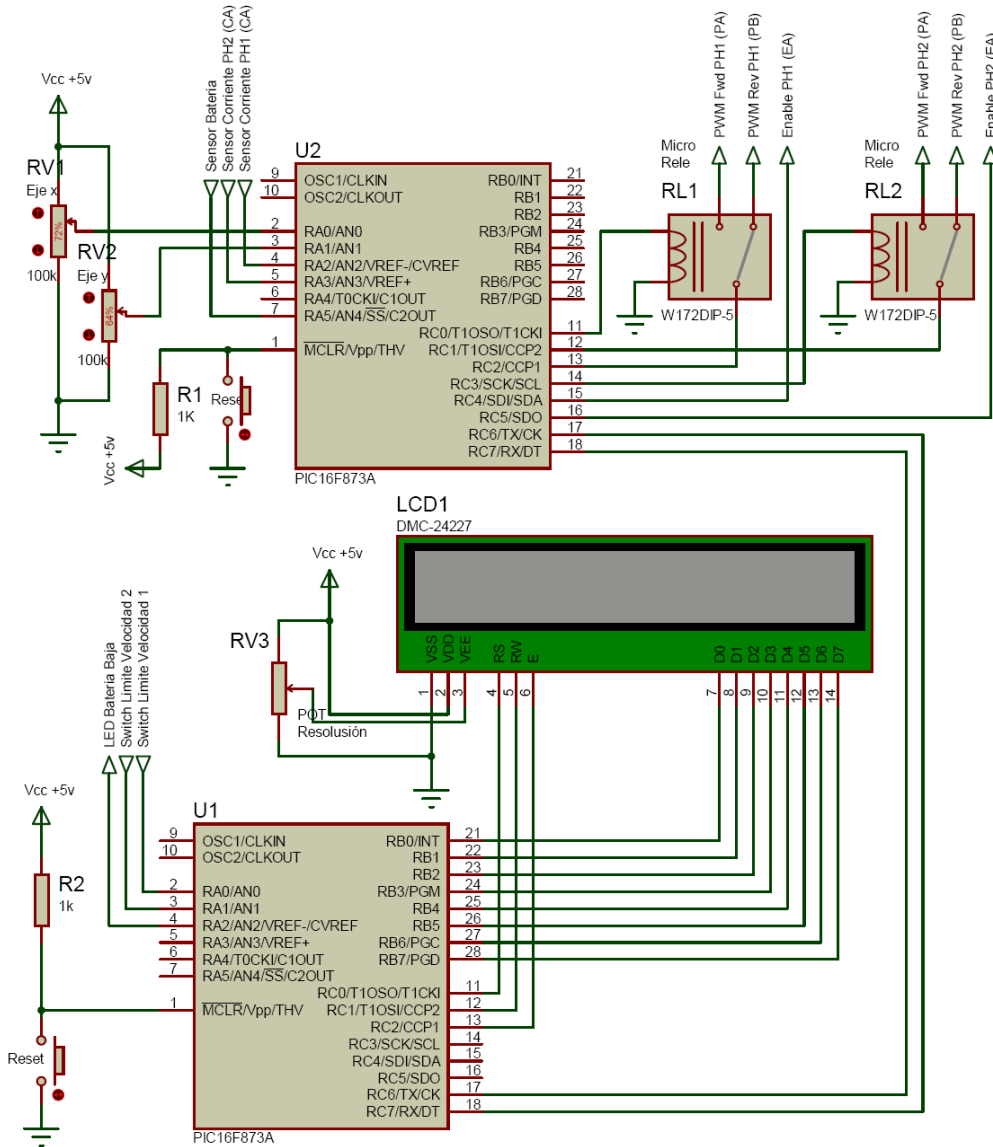 Vcc +5v
RV1
Eje x
72%
100k
RV2
Eje y
64%
100k
Sensor Bateria
Sensor Corriente PH2 (CA)
Sensor Corriente PH1 (CA)
U2
9 OSC1/CLKIN
10 OSC2/CLKOUT
2 RA0/AN0
3 RA1/AN1
4 RA2/AN2/VREF-/CVREF
5 RA3/AN3/VREF+
6 RA4/T0CKI/C1OUT
7 RA5/AN4/SS/C2OUT
1 MCLR/Vpp/THV
RB0/INT 21
RB1 22
RB2 23
RB3/PGM 24
RB4 25
RB5 26
RB6/PGC 27
RB7/PGD 28
RC0/T1OSO/T1CKI 11
RC1/T1OSI/CCP2 12
RC2/CCP1 13
RC3/SCK/SCL 14
RC4/SDI/SDA 15
RC5/SDO 16
RC6/TX/CK 17
RC7/RX/DT 18
PIC16F873A
R1
1K
Rese
Vcc +5v
PWM Fwd PH1 (PA)
PWM Rev PH1 (PB)
Enable PH1 (EA)
Micro
Rele
RL1
W172DIP-5
PWM Fwd PH2 (PA)
PWM Rev PH2 (PB)
Enable PH2 (EA)
Micro
Rele
RL2
W172DIP-5
LCD1
DMC-24227
VSS
VDD
VEE
RS
RW
E
D0
D1
D2
D3
D4
D5
D6
D7
1
2
3
4
5
6
7
8
9
10
11
12
13
14
Vcc +5v
RV3
POT
Resolusión
LED Bateria Baja
Switch Limite Velocidad 2
Switch Limite Velocidad 1
Vcc +5v
R2
1k
Reset
U1
9 OSC1/CLKIN
10 OSC2/CLKOUT
2 RA0/AN0
3 RA1/AN1
4 RA2/AN2/VREF-/CVREF
5 RA3/AN3/VREF+
6 RA4/T0CKI/C1OUT
7 RA5/AN4/SS/C2OUT
1 MCLR/Vpp/THV
RB0/INT 21
RB1 22
RB2 23
RB3/PGM 24
RB4 25
RB5 26
RB6/PGC 27
RB7/PGD 28
RC0/T1OSO/T1CKI 11
RC1/T1OSI/CCP2 12
RC2/CCP1 13
RC3/SCK/SCL 14
RC4/SDI/SDA 15
RC5/SDO 16
RC6/TX/CK 17
RC7/RX/DT 18
PIC16F873A